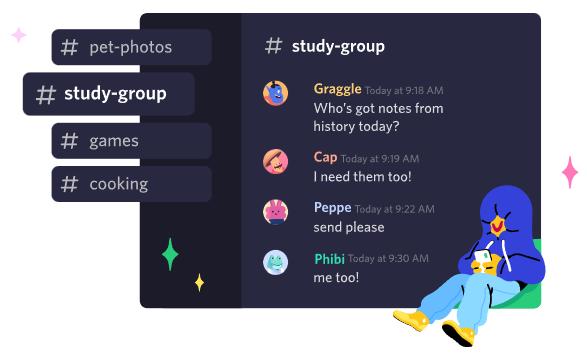 # pet-photos
# study-group
# games
# cooking
# study-group
Graggle Today at 9:18 AM
Who's got notes from
history today?
Cap Today at 9:19 AM
I need them too!
Peppe Today at 9:22 AM
send please
Phibi Today at 9:30 AM
me too!